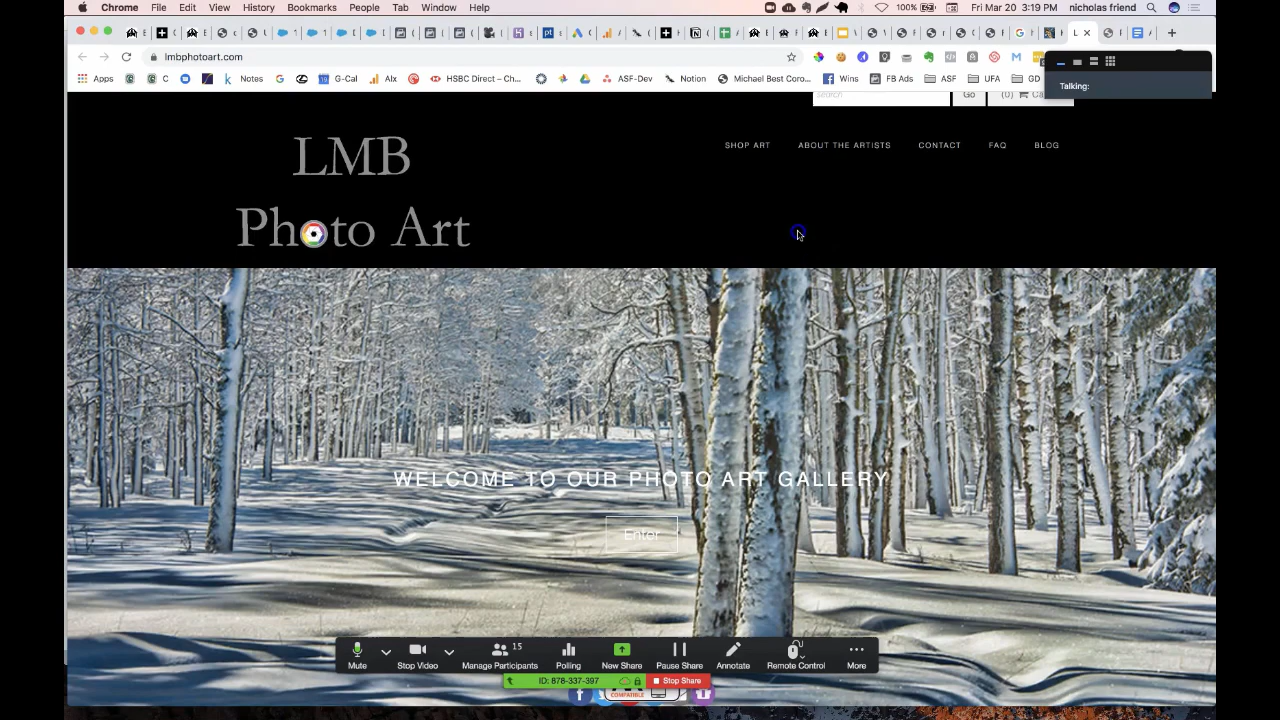 Chrome File Edit View History Bookmarks People Tab Window Help 100% Fri Mar 20 3:19 PM nicholas friend
lmbphotoart.com
Apps G C Notes G-Cal Alx HSBC Direct – Ch... ASF-Dev Notion Michael Best Coro... Wins FB Ads ASF UFA GD
Talking:
search Go (0) Ca
LMB
Photo Art
SHOP ART ABOUT THE ARTISTS CONTACT FAQ BLOG
WELCOME TO OUR PHOTO ART GALLERY
Enter
15
Mute Stop Video Manage Participants Polling New Share Pause Share Annotate Remote Control More
ID: 878-337-397 Stop Share
COMPATIBLE